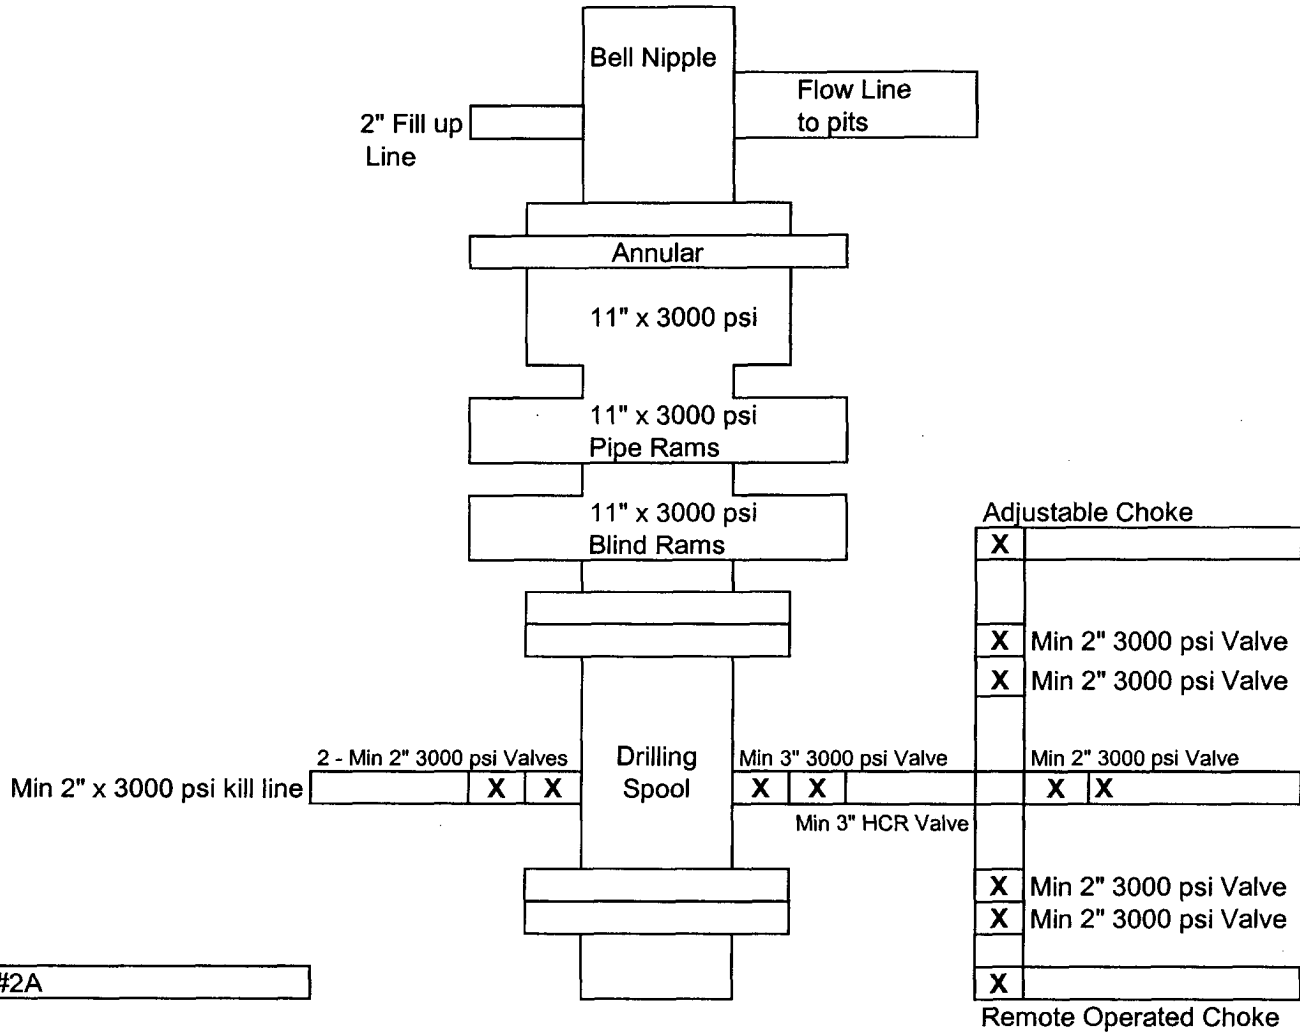 Bell Nipple
Flow Line
to pits
2" Fill up
Line
Annular
11" x 3000 psi
11" x 3000 psi
Pipe Rams
11" x 3000 psi
Blind Rams
Adjustable Choke
X
X Min 2" 3000 psi Valve
X Min 2" 3000 psi Valve
2 - Min 2" 3000 psi Valves
Drilling
Spool
Min 3" 3000 psi Valve
Min 2" 3000 psi Valve
Min 2" x 3000 psi kill line
X X
X X
X X
Min 3" HCR Valve
X Min 2" 3000 psi Valve
X Min 2" 3000 psi Valve
#2A
X
Remote Operated Choke